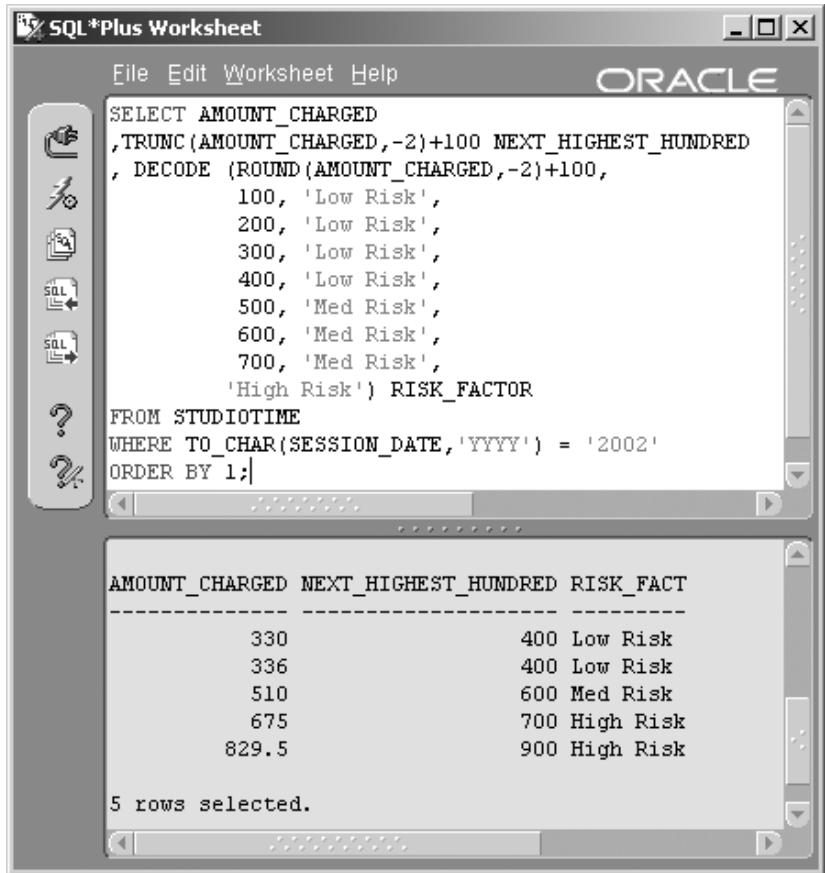 SQL*Plus Worksheet
File Edit Worksheet Help
ORACLE
SELECT AMOUNT_CHARGED
,TRUNC(AMOUNT_CHARGED,-2)+100 NEXT_HIGHEST_HUNDRED
, DECODE (ROUND(AMOUNT_CHARGED,-2)+100,
100, 'Low Risk',
200, 'Low Risk',
300, 'Low Risk',
400, 'Low Risk',
500, 'Med Risk',
600, 'Med Risk',
700, 'Med Risk',
'High Risk') RISK_FACTOR
FROM STUDIOTIME
WHERE TO_CHAR(SESSION_DATE,'YYYY') = '2002'
ORDER BY 1;
SQL
SQL
AMOUNT_CHARGED NEXT_HIGHEST_HUNDRED RISK_FACT
-------------- -------------------- ---------
330 400 Low Risk
336 400 Low Risk
510 600 Med Risk
675 700 High Risk
829.5 900 High Risk
5 rows selected.